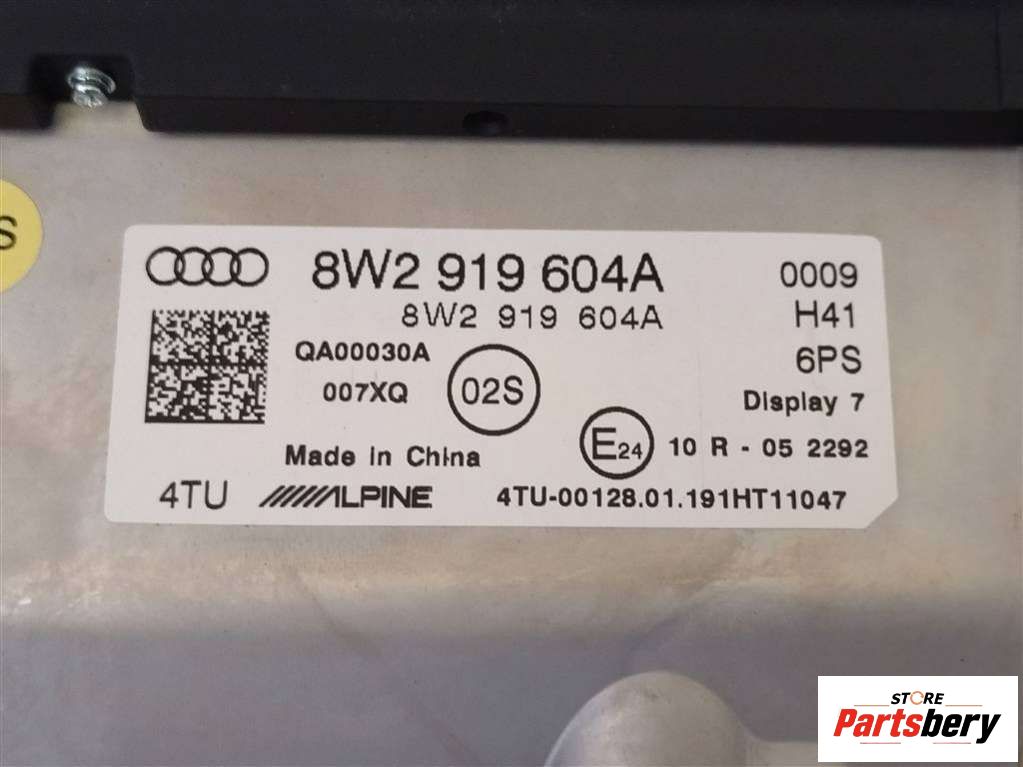 S
8W2 919 604A
0009
8W2 919 604A
H41
QA00030A
6PS
007XQ
02S
Display 7
Made in China
E24
10 R - 05 2292
4TU
ALPINE
4TU-00128.01.191HT11047
STORE
Partsbery